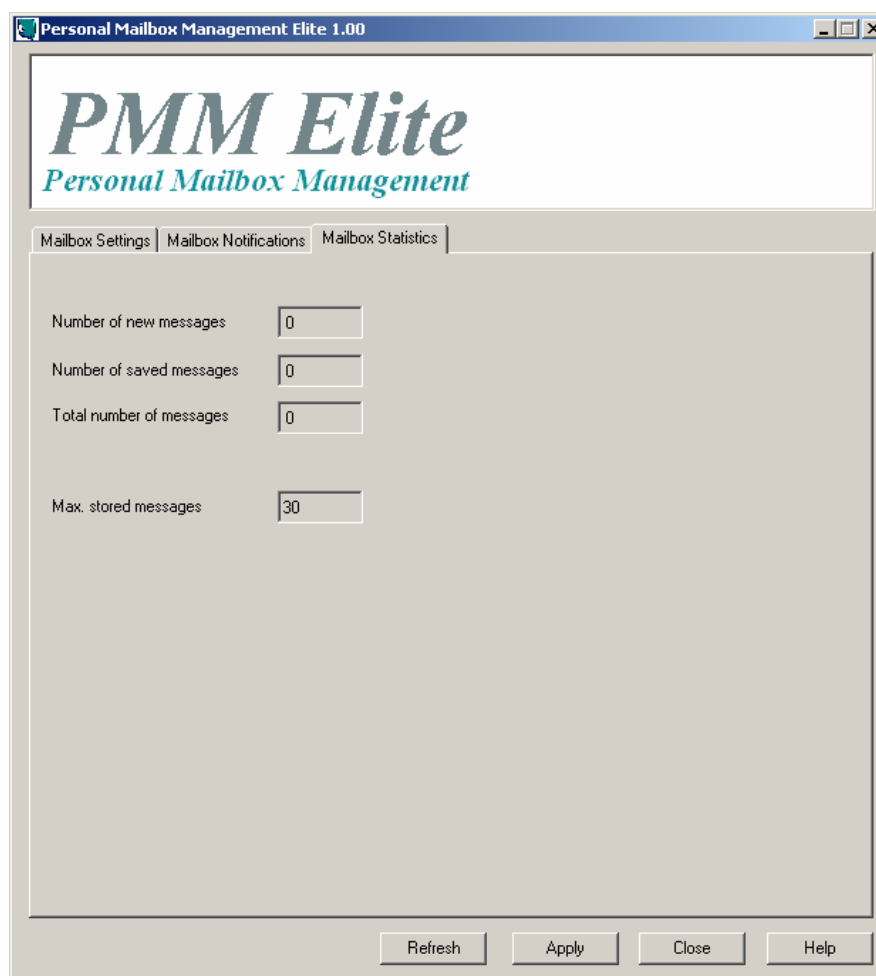 Personal Mailbox Management Elite 1.00
PMM Elite
Personal Mailbox Management
Mailbox Settings Mailbox Notifications Mailbox Statistics
Number of new messages 0
Number of saved messages 0
Total number of messages 0
Max. stored messages 30
Refresh Apply Close Help